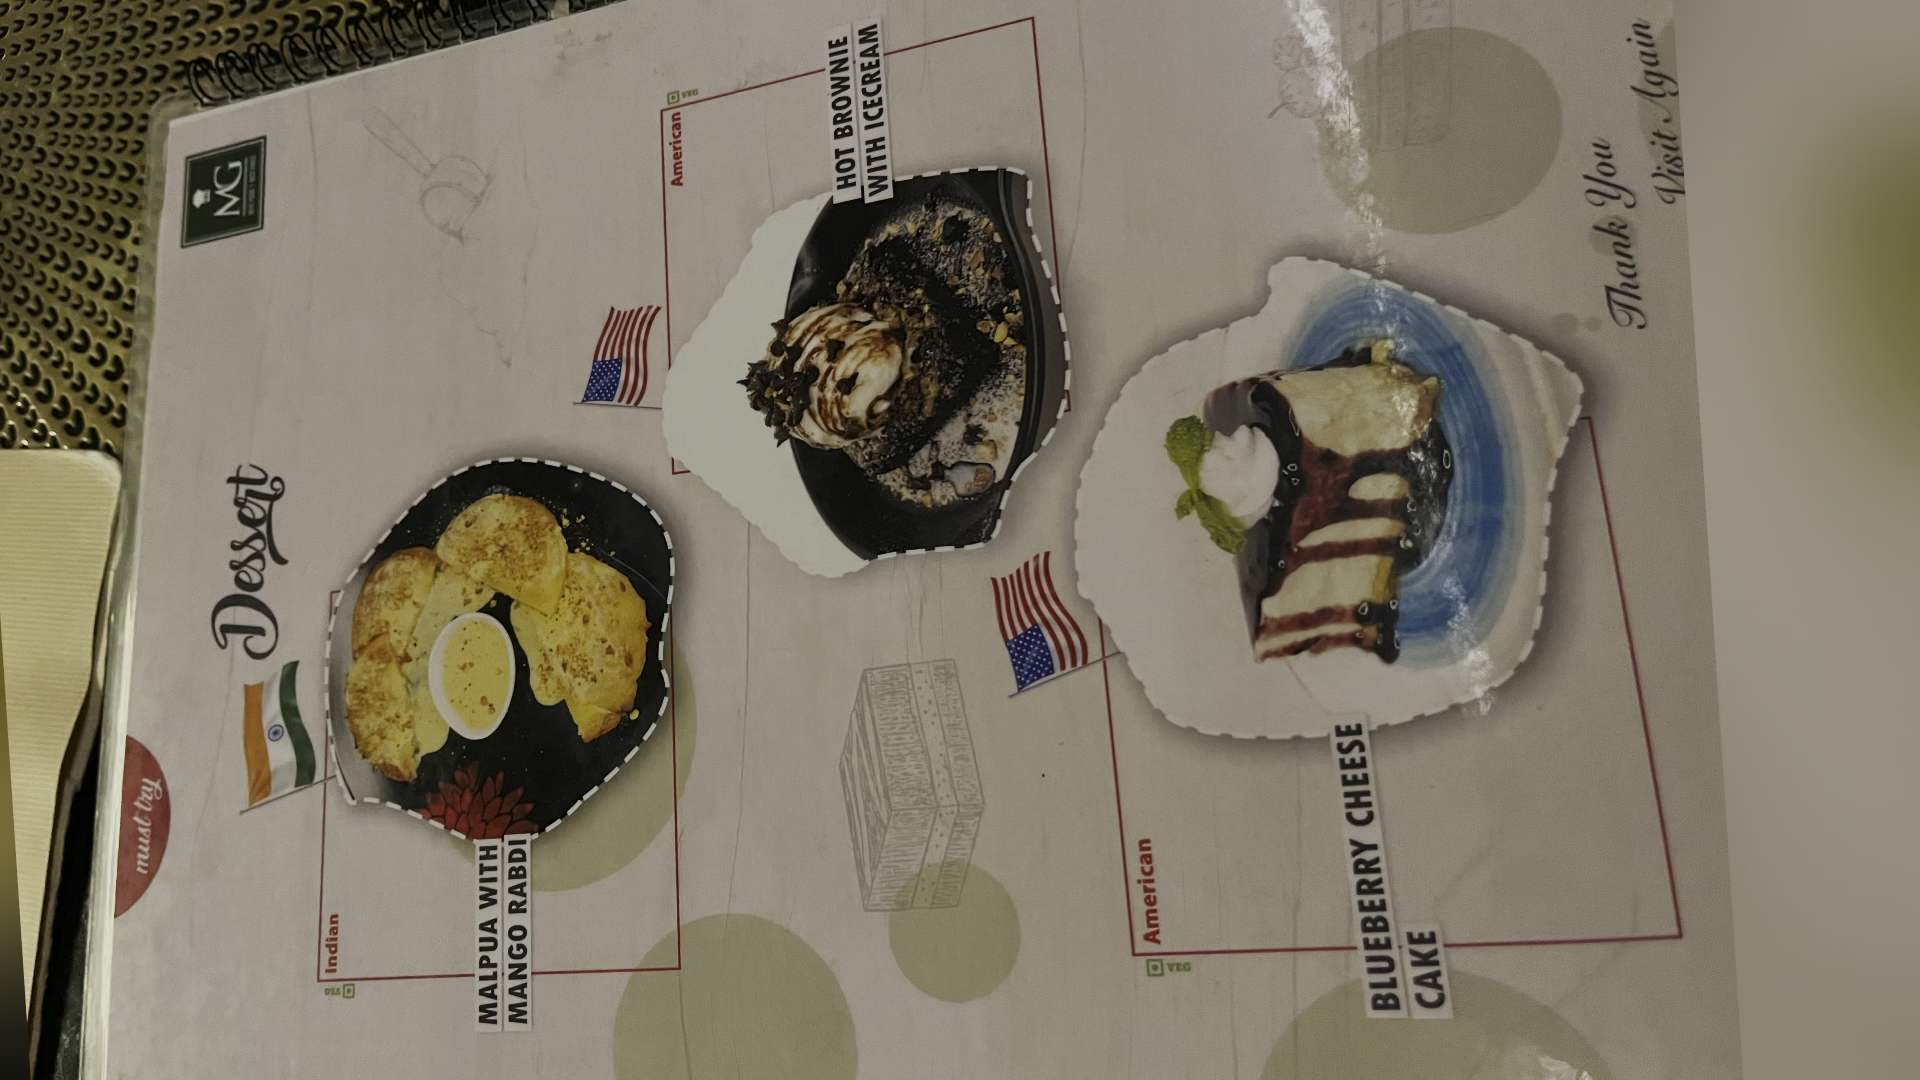 MG
must try
Dessert
Indian
VEG
MALPUA WITH
MANGO RABDI
American
VEG
HOT BROWNIE
WITH ICECREAM
American
VEG
BLUEBERRY CHEESE
CAKE
Thank You
Visit Again